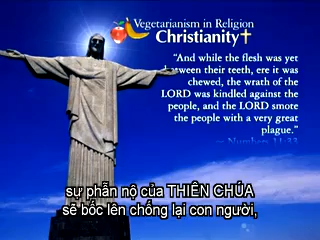 Vegetarianism in Religion
Christianity
“And while the flesh was yet
between their teeth, ere it was
chewed, the wrath of the
LORD was kindled against the
people, and the LORD smote
the people with a very great
plague.”
— Numbers 11:33
sự phẫn nộ của THIÊN CHÚA
sẽ bốc lên chống lại con người,